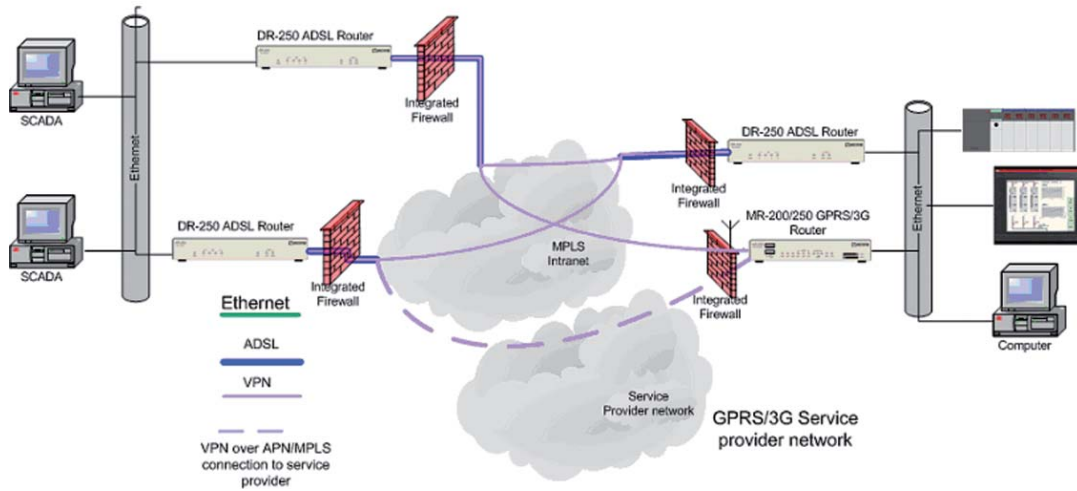 DR-250 ADSL Router
Integrated
Firewall
SCADA
Ethernet
DR-250 ADSL Router
Integrated
Firewall
Ethernet
MR-200/250 GPRS/3G
Router
DR-250 ADSL Router
SCADA
Integrated
Firewall
MPLS
Intranet
Integrated
Firewall
Computer
Ethernet
ADSL
VPN
VPN over APN/MPLS
connection to service
provider
Service
Provider network
GPRS/3G Service
provider network